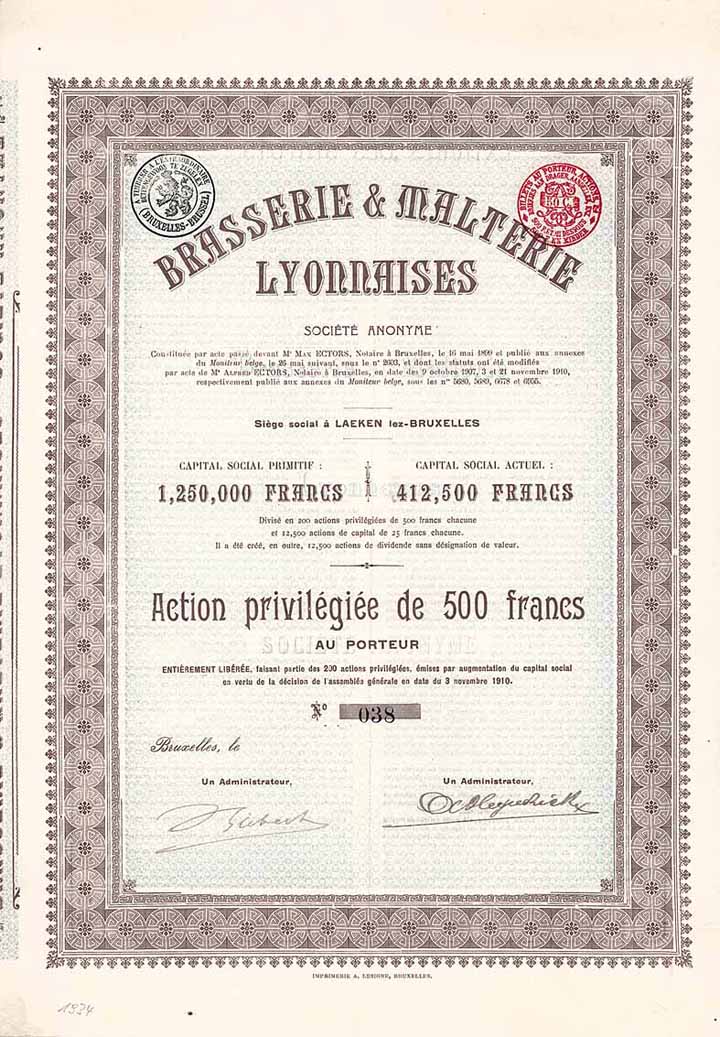 BRASSERIE & MALTERIE
LYONNAISES
SOCIÉTÉ ANONYME
Constituée par acte passé devant Me Max ECTORS, Notaire à Bruxelles, le 16 mai 1899 et publié aux annexes
du Moniteur belge, le 26 mai suivant, sous le no 2603, et dont les statuts ont été modifiés
par acte de Me Alfred ECTORS, Notaire à Bruxelles, en date des 9 octobre 1907, 3 et 21 novembre 1910,
respectivement publié aux annexes du Moniteur belge, sous les nos 5680, 5689, 6678 et 6955.
Siège social à LAEKEN lez-BRUXELLES
CAPITAL SOCIAL PRIMITIF :
1,250,000 FRANCS
CAPITAL SOCIAL ACTUEL :
412,500 FRANCS
Divisé en 200 actions privilégiées de 500 francs chacune
et 12,500 actions de capital de 25 francs chacune.
Il a été créé, en outre, 12,500 actions de dividende sans désignation de valeur.
Action privilégiée de 500 francs
AU PORTEUR
ENTIÈREMENT LIBÉRÉE, faisant partie des 200 actions privilégiées, émises par augmentation du capital social
en vertu de la décision de l'assemblée générale en date du 3 novembre 1910.
No 038
Bruxelles, le
Un Administrateur,
Un Administrateur,
IMPRIMERIE A. LESIGNE, BRUXELLES.
1934